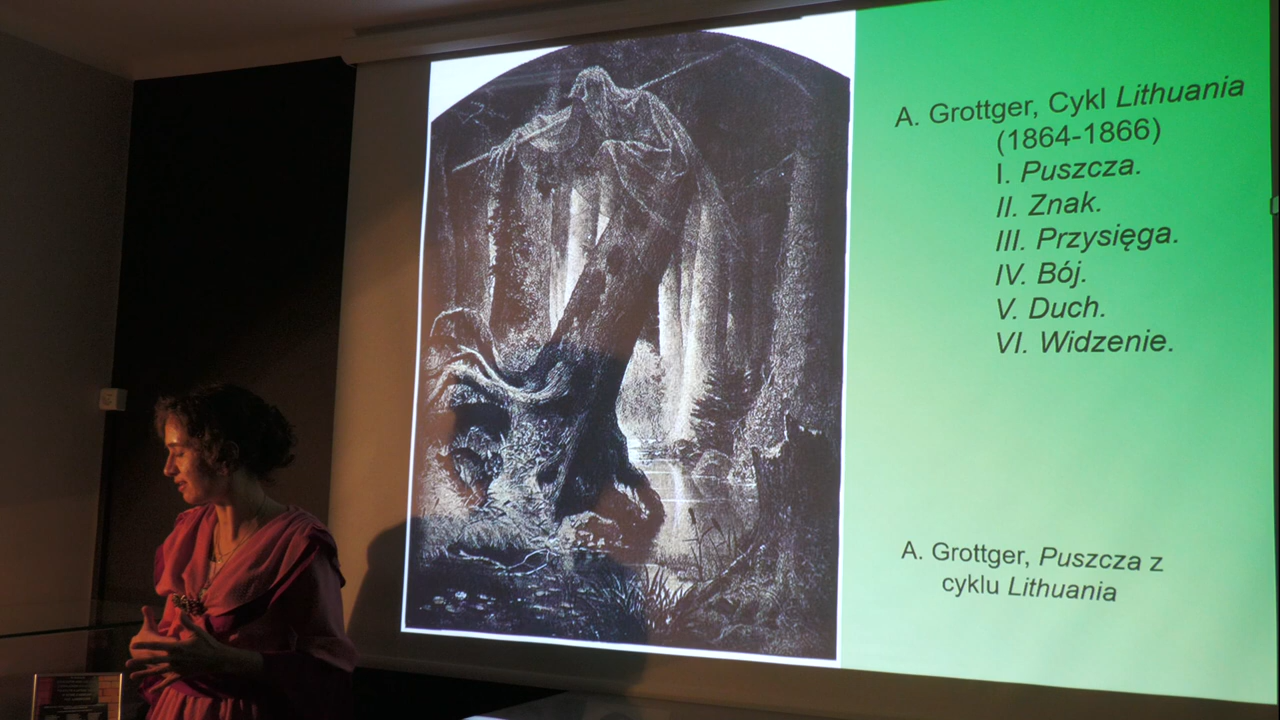 A. Grottger, Cykl Lithuania
(1864-1866)
I. Puszcza.
II. Znak.
III. Przysięga.
IV. Bój.
V. Duch.
VI. Widzenie.
A. Grottger, Puszcza z
cyklu Lithuania